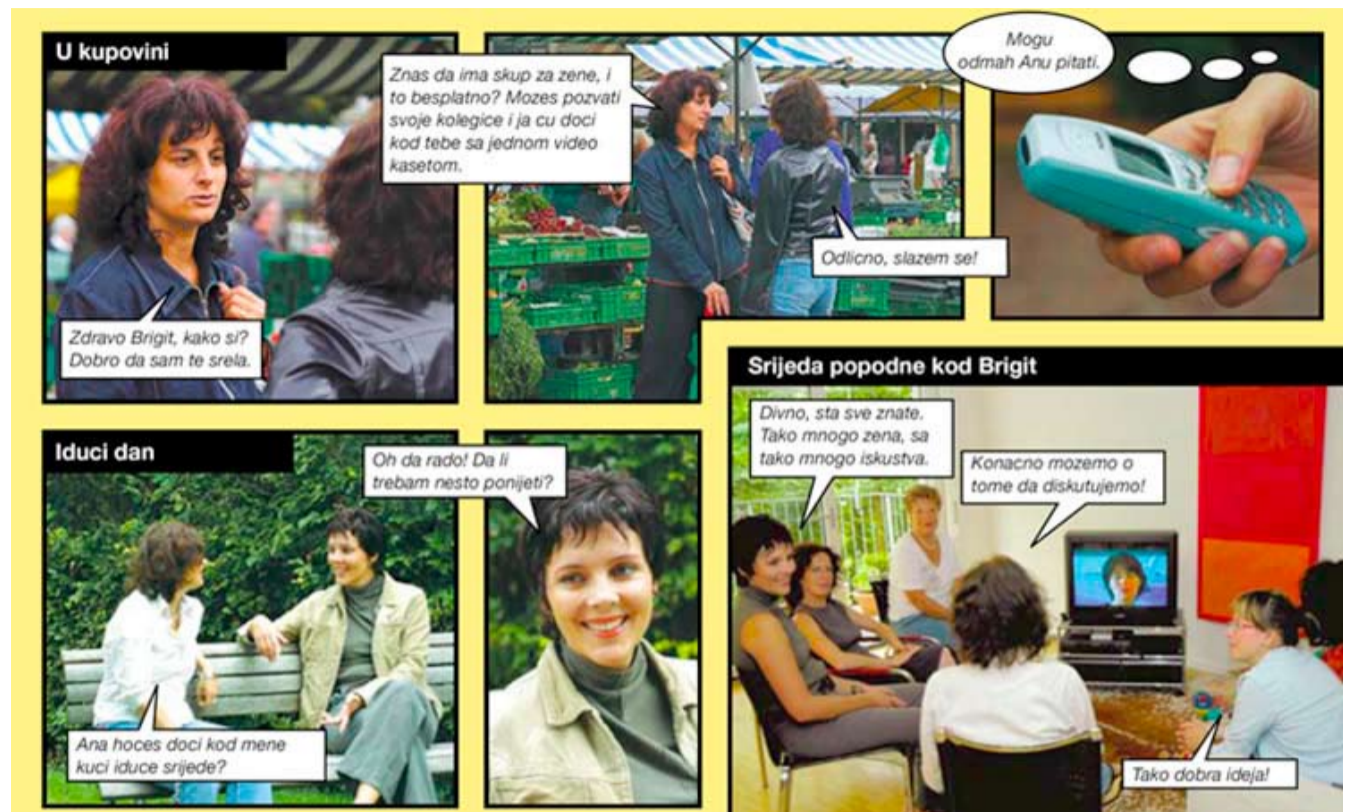 U kupovini
Zdravo Brigit, kako si?
Dobro da sam te srela.
Znas da ima skup za zene, i
to besplatno? Mozes pozvati
svoje kolegice i ja cu doci
kod tebe sa jednom video
kasetom.
Odlicno, slazem se!
Mogu
odmah Anu pitati.
Iduci dan
Ana hoces doci kod mene
kuci iduce srijede?
Oh da rado! Da li
trebam nesto ponijeti?
Srijeda popodne kod Brigit
Divno, sta sve znate.
Tako mnogo zena, sa
tako mnogo iskustva.
Konacno mozemo o
tome da diskutujemo!
Tako dobra ideja!